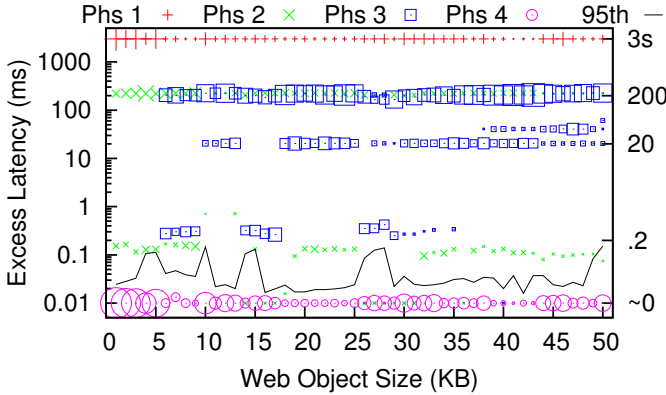 Phs 1 Phs 2 Phs 3 Phs 4 95th
Excess Latency (ms)
1000
100
10
1
0.1
0.01
3s
200
20
.2
~0
0 5 10 15 20 25 30 35 40 45 50
Web Object Size (KB)